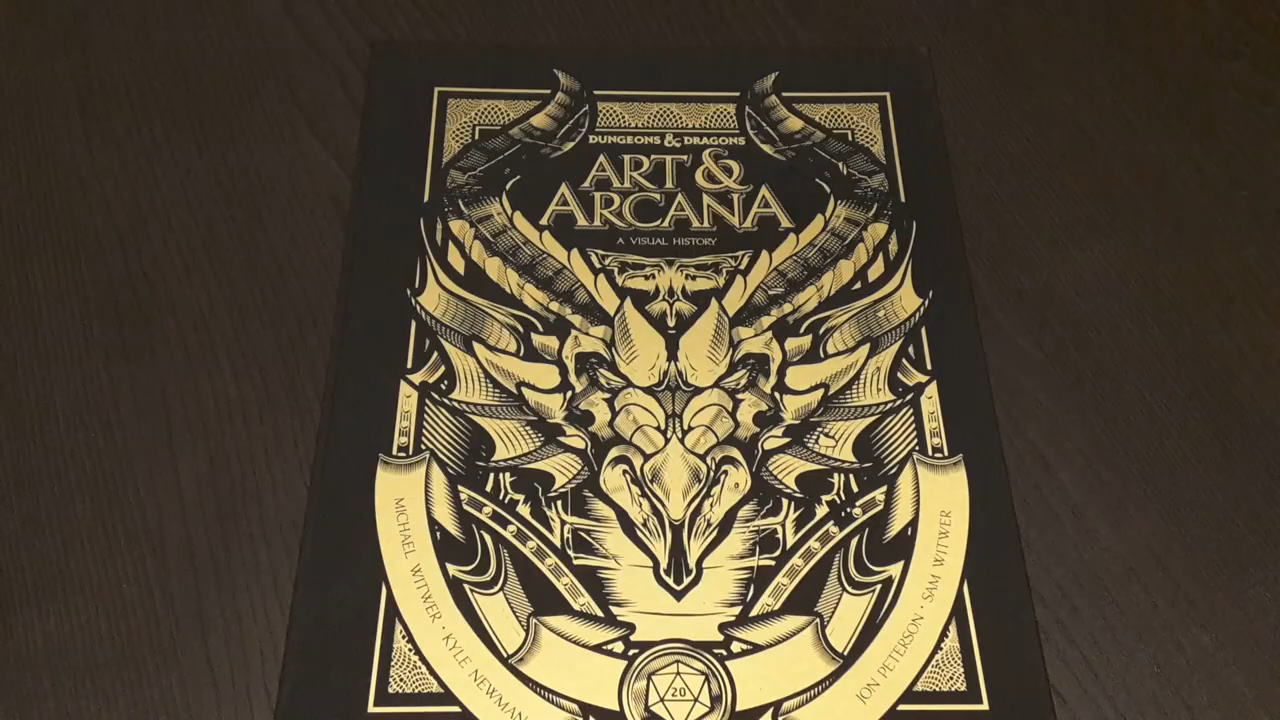 DUNGEONS & DRAGONS
ART &
ARCANA
A VISUAL HISTORY
MICHAEL WITWER • KYLE NEWMAN
JON PETERSON • SAM WITWER
20